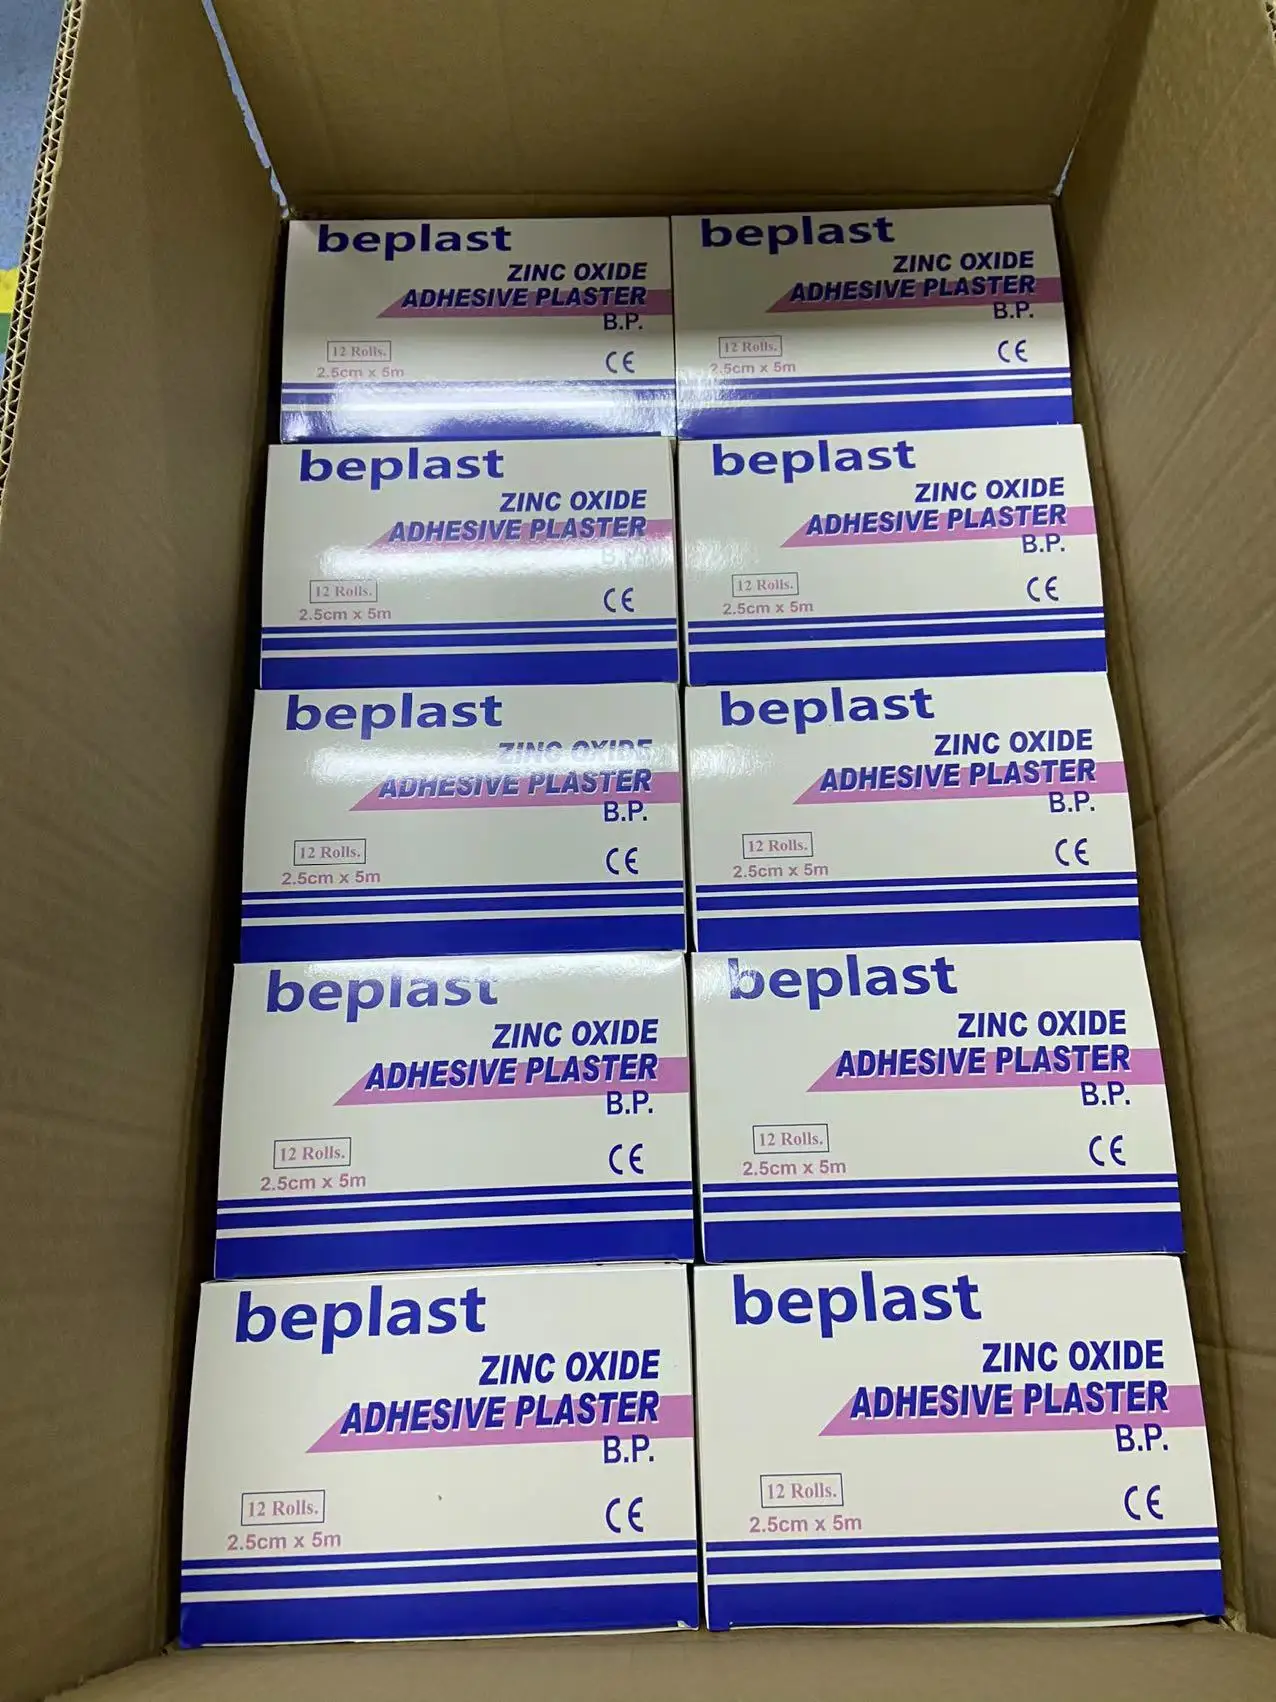 beplast
ZINC OXIDE
ADHESIVE PLASTER
B.P.
12 Rolls.
2.5cm x 5m
CE
beplast
ZINC OXIDE
ADHESIVE PLASTER
B.P.
12 Rolls.
2.5cm x 5m
CE
beplast
ZINC OXIDE
ADHESIVE PLASTER
B.P.
12 Rolls.
2.5cm x 5m
CE
beplast
ZINC OXIDE
ADHESIVE PLASTER
B.P.
12 Rolls.
2.5cm x 5m
CE
beplast
ZINC OXIDE
ADHESIVE PLASTER
B.P.
12 Rolls.
2.5cm x 5m
CE
beplast
ZINC OXIDE
ADHESIVE PLASTER
B.P.
12 Rolls.
2.5cm x 5m
CE
beplast
ZINC OXIDE
ADHESIVE PLASTER
B.P.
12 Rolls.
2.5cm x 5m
CE
beplast
ZINC OXIDE
ADHESIVE PLASTER
B.P.
12 Rolls.
2.5cm x 5m
CE
beplast
ZINC OXIDE
ADHESIVE PLASTER
B.P.
12 Rolls.
2.5cm x 5m
CE
beplast
ZINC OXIDE
ADHESIVE PLASTER
B.P.
12 Rolls.
2.5cm x 5m
CE